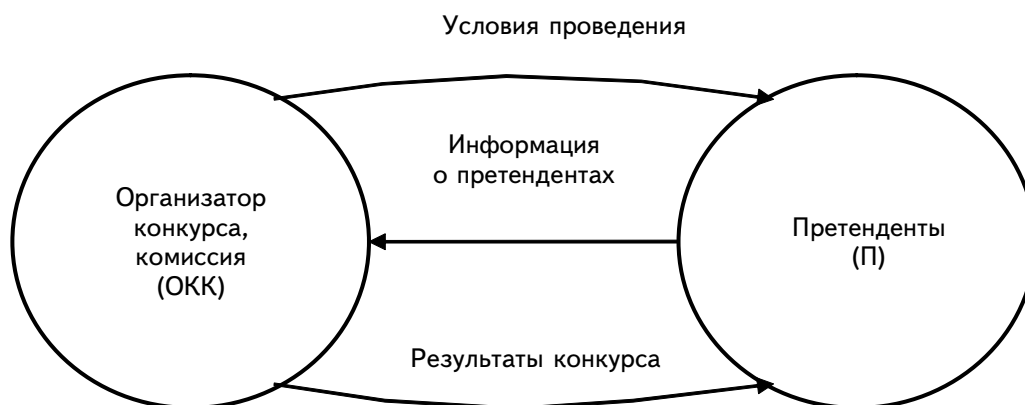 Условия проведения
Информация
о претендентах
Организатор
конкурса,
комиссия
(ОКК)
Претенденты
(П)
Результаты конкурса